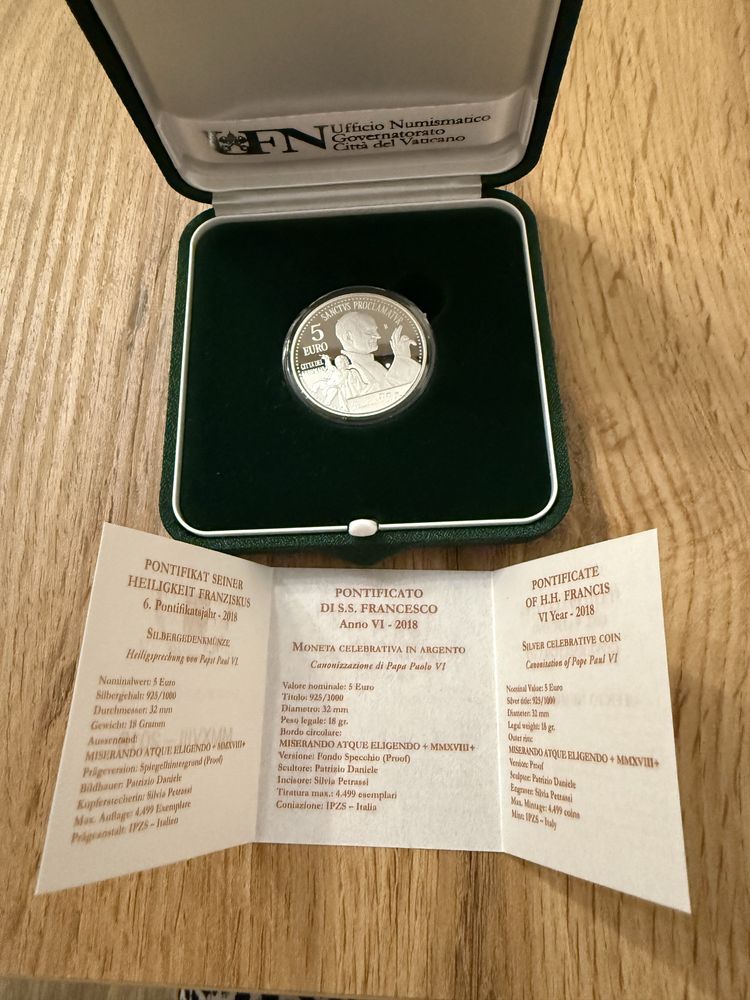 UFN Ufficio Numismatico
Governatorato
Città del Vaticano
SANCTVS PROCLAMATVR
5
EURO
CITTÀ DEL
VATICANO
PONTIFIKAT SEINER
HEILIGKEIT FRANZISKUS
6. Pontifikatsjahr - 2018
SILBERGEDENKMÜNZE
Heiligsprechung von Papst Paul VI.
Nominalwert: 5 Euro
Silbergehalt: 925/1000
Durchmesser: 32 mm
Gewicht: 18 Gramm
Aussenrand:
MISERANDO ATQUE ELIGENDO + MMXVIII+
Prägeversion: Spiegelhintergrund (Proof)
Bildhauer: Patrizio Daniele
Kupferstecherin: Silvia Petrassi
Max. Auflage: 4.499 Exemplare
Prägeanstalt: IPZS – Italien
PONTIFICATO
DI S.S. FRANCESCO
Anno VI - 2018
MONETA CELEBRATIVA IN ARGENTO
Canonizzazione di Papa Paolo VI
Valore nominale: 5 Euro
Titolo: 925/1000
Diametro: 32 mm
Peso legale: 18 gr.
Bordo circolare:
MISERANDO ATQUE ELIGENDO + MMXVIII+
Versione: Fondo Specchio (Proof)
Scultore: Patrizio Daniele
Incisore: Silvia Petrassi
Tiratura max.: 4.499 esemplari
Coniazione: IPZS – Italia
PONTIFICATE
OF H.H. FRANCIS
VI Year - 2018
SILVER CELEBRATIVE COIN
Canonization of Pope Paul VI
Nominal Value: 5 Euro
Silver title: 925/1000
Diameter: 32 mm
Legal weight: 18 gr.
Outer rim:
MISERANDO ATQUE ELIGENDO + MMXVIII+
Version: Proof
Sculptor: Patrizio Daniele
Engraver: Silvia Petrassi
Max. Mintage: 4.499 coins
Mint: IPZS – Italy